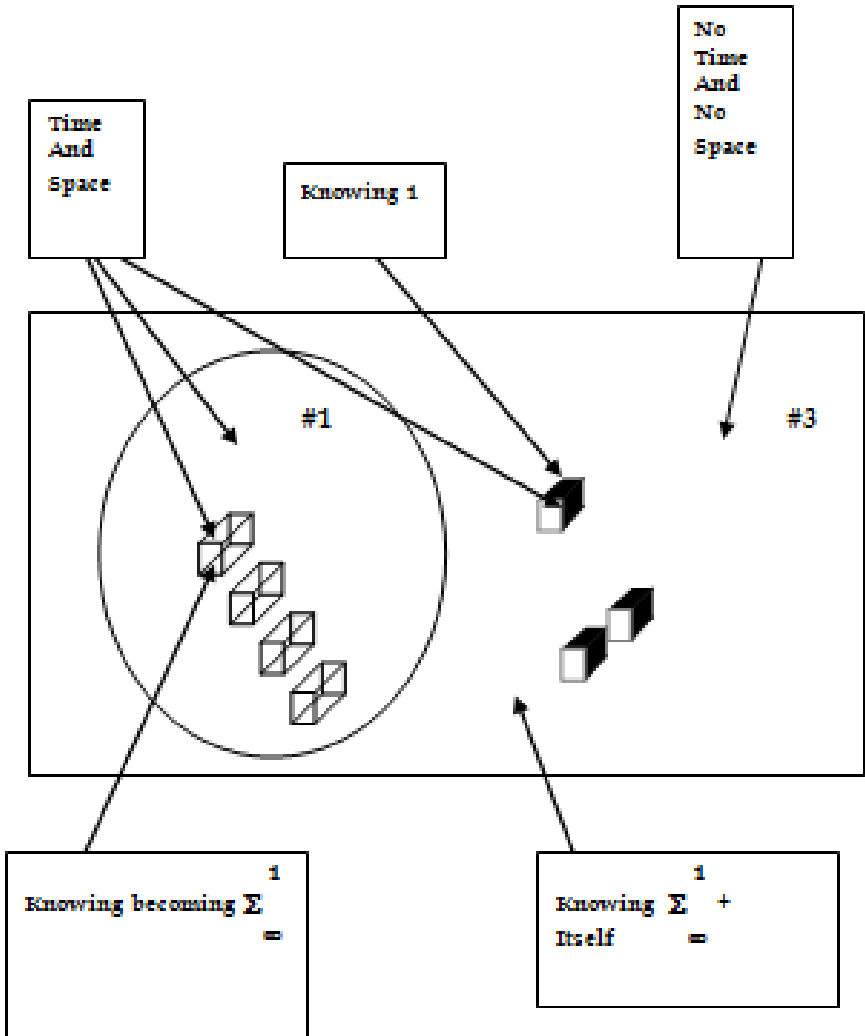 No
Time
And
No
Space
Time
And
Space
Knowing 1
#1
#3
1
Knowing becoming Σ
∞
1
Knowing Σ +
Itself ∞